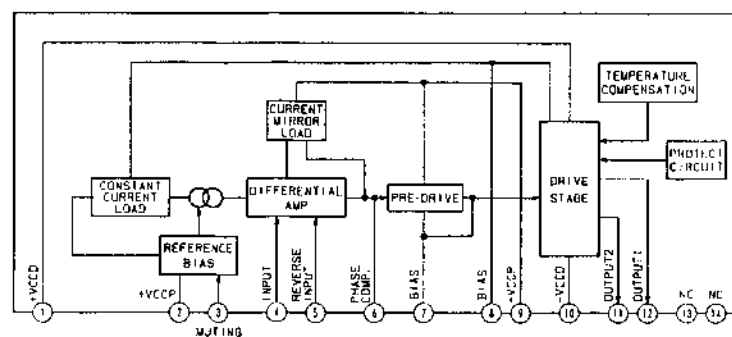 TEMPERATURE
COMPENSATION
CURRENT
MIRROR
LOAD
PROTECT
CIRCUIT
CONSTANT
CURRENT
LOAD
DIFFERENTIAL
AMP
PRE-DRIVE
DRIVE
STAGE
REFERENCE
BIAS
+VCCD
+VCCP
MUTING
INPUT
REVERSE
INPUT
PHASE
COMP.
BIAS
BIAS
+VCCP
-VCCD
OUTPUT2
OUTPUT1
NC
NC
1 2 3 4 5 6 7 8 9 10 11 12 13 14